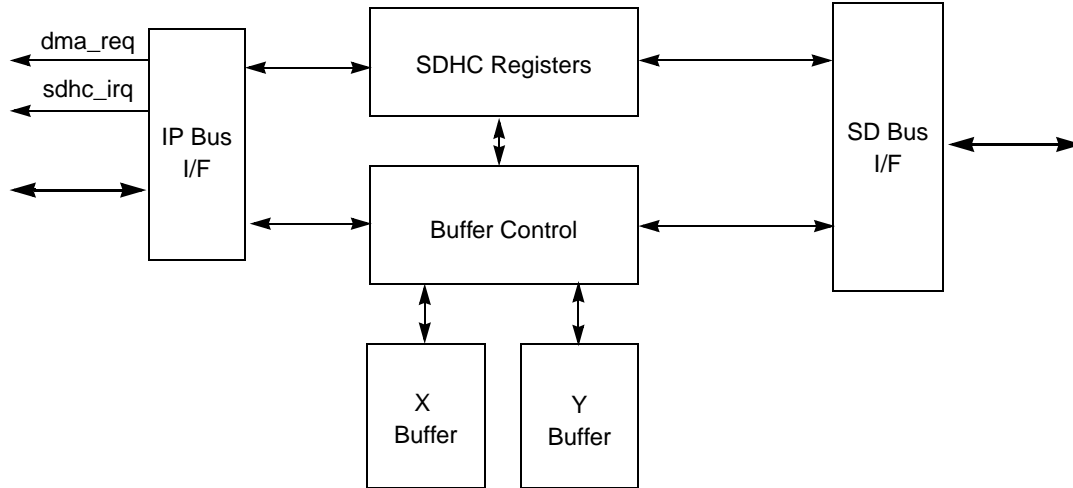 dma_req
sdhc_irq
IP Bus
I/F
SDHC Registers
Buffer Control
SD Bus
I/F
X
Buffer
Y
Buffer